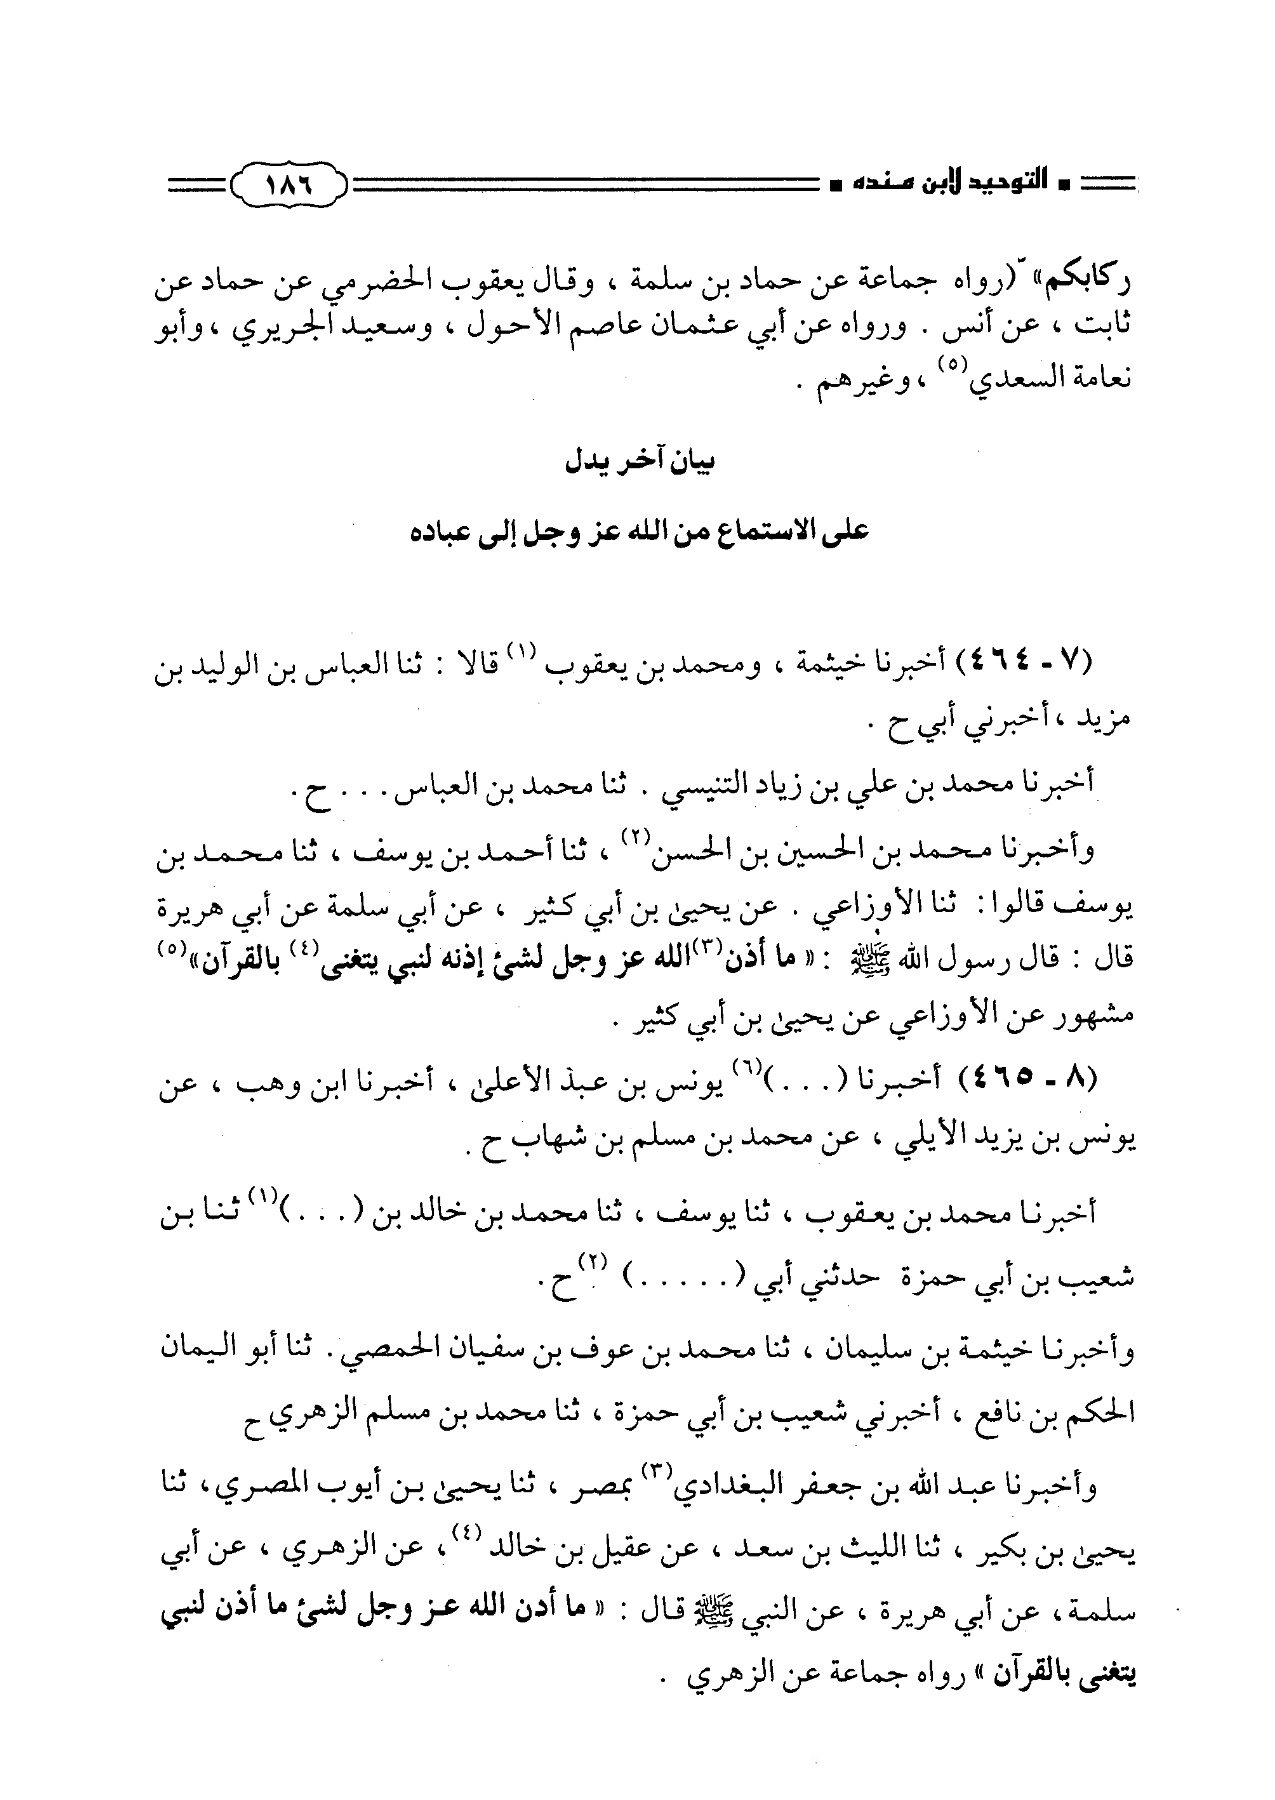 ▪ التوحيد لابن منده ▪ ١٨٦
ركابكم» (رواه جماعة عن حماد بن سلمة ، وقال يعقوب الحضرمي عن حماد عن
ثابت ، عن أنس . ورواه عن أبي عثمان عاصم الأحول ، وسعيد الجريري ، وأبو
نعامة السعدي(٥) ، وغيرهم .
بيان آخر يدل
على الاستماع من الله عز وجل إلى عباده
(٧ - ٤٦٤) أخبرنا خيثمة ، ومحمد بن يعقوب (١) قالا : ثنا العباس بن الوليد بن
مزيد ، أخبرني أبي ح .
أخبرنا محمد بن علي بن زياد التنيسي . ثنا محمد بن العباس . . . ح .
وأخبرنا محمد بن الحسين بن الحسن(٢) ، ثنا أحمد بن يوسف ، ثنا محمد بن
يوسف قالوا : ثنا الأوزاعي . عن يحيىٰ بن أبي كثير ، عن أبي سلمة عن أبي هريرة
قال : قال رسول الله ﷺ : « ما أذن(٣) الله عز وجل لشئ إذنه لنبي يتغنى(٤) بالقرآن»(٥)
مشهور عن الأوزاعي عن يحيىٰ بن أبي كثير .
(٨ - ٤٦٥) أخبرنا ( . . . )(٦) يونس بن عبد الأعلىٰ ، أخبرنا ابن وهب ، عن
يونس بن يزيد الأيلي ، عن محمد بن مسلم بن شهاب ح .
أخبرنا محمد بن يعقوب ، ثنا يوسف ، ثنا محمد بن خالد بن ( . . . )(١) ثنا بن
شعيب بن أبي حمزة حدثني أبي ( . . . . . ) (٢) ح .
وأخبرنا خيثمة بن سليمان ، ثنا محمد بن عوف بن سفيان الحمصي . ثنا أبو اليمان
الحكم بن نافع ، أخبرني شعيب بن أبي حمزة ، ثنا محمد بن مسلم الزهري ح
وأخبرنا عبد الله بن جعفر البغدادي(٣) بمصر ، ثنا يحيىٰ بن أيوب المصري ، ثنا
يحيىٰ بن بكير ، ثنا الليث بن سعد ، عن عقيل بن خالد (٤) ، عن الزهري ، عن أبي
سلمة ، عن أبي هريرة ، عن النبي ﷺ قال : « ما أدن الله عز وجل لشئ ما أذن لنبي
يتغنى بالقرآن » رواه جماعة عن الزهري .